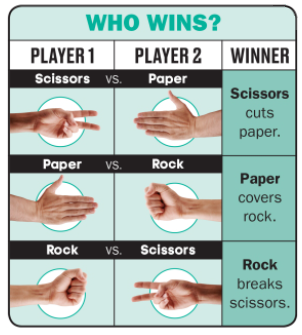 WHO WINS?
PLAYER 1 PLAYER 2 WINNER
Scissors vs. Paper
Scissors
cuts
paper.
Paper vs. Rock
Paper
covers
rock.
Rock vs. Scissors
Rock
breaks
scissors.